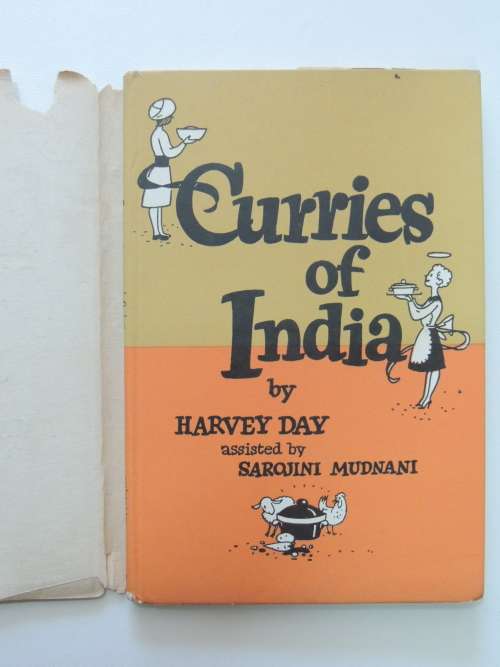 Curries
of
India
by
HARVEY DAY
assisted by
SAROJINI MUDNANI